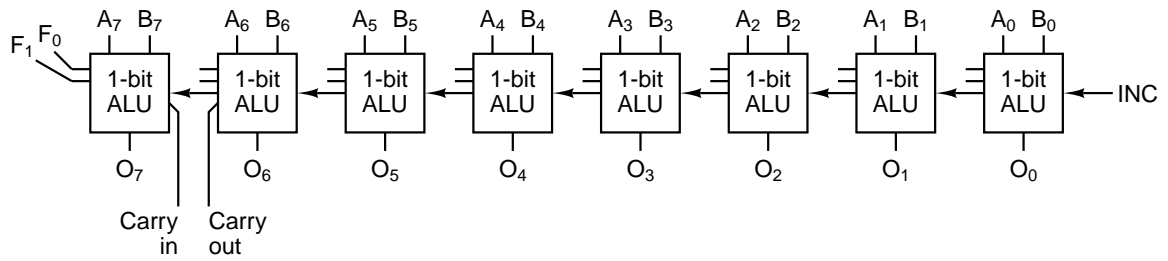 A₇ B₇ A₆ B₆ A₅ B₅ A₄ B₄ A₃ B₃ A₂ B₂ A₁ B₁ A₀ B₀
F₁ F₀
1-bit 1-bit 1-bit 1-bit 1-bit 1-bit 1-bit 1-bit
ALU ALU ALU ALU ALU ALU ALU ALU
INC
O₇ O₆ O₅ O₄ O₃ O₂ O₁ O₀
Carry
in
Carry
out